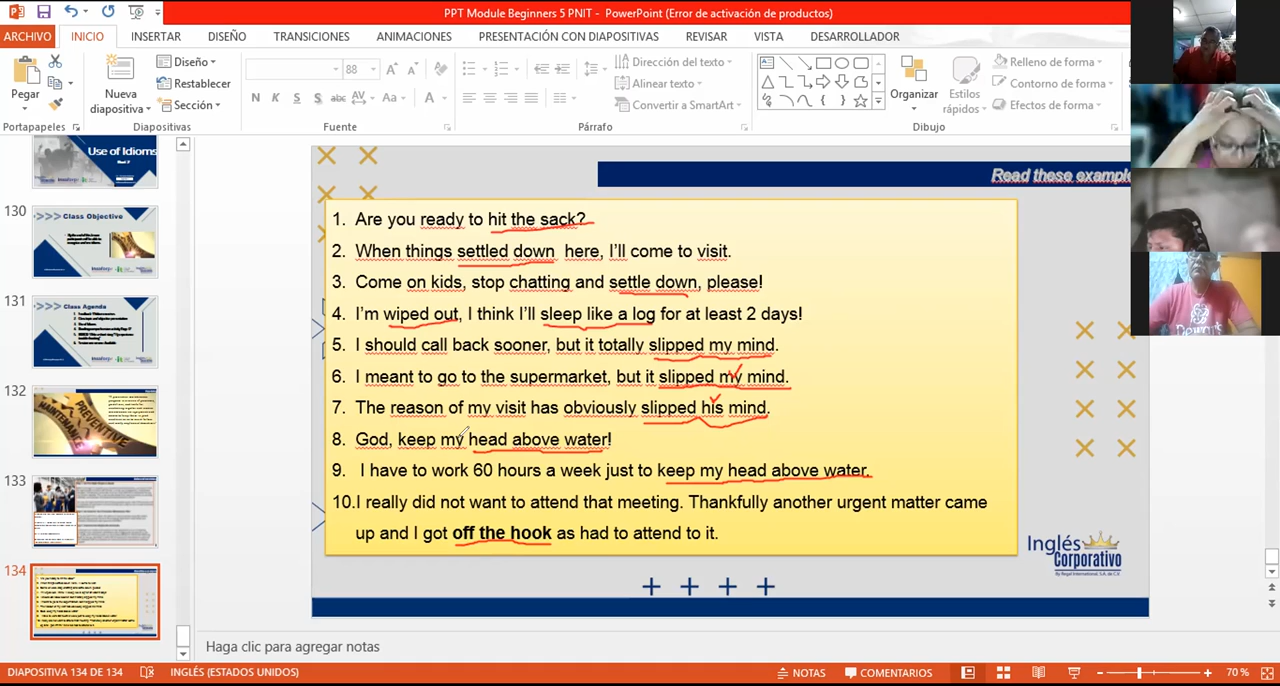 PPT Module Beginners 5 PNIT - PowerPoint (Error de activación de productos)
ARCHIVO INICIO INSERTAR DISEÑO TRANSICIONES ANIMACIONES PRESENTACIÓN CON DIAPOSITIVAS REVISAR VISTA DESARROLLADOR
Pegar
Nueva diapositiva
Diseño
Restablecer
Sección
88
N K S S abc AV Aa A
Dirección del texto
Alinear texto
Convertir a SmartArt
Organizar
Estilos rápidos
Relleno de forma
Contorno de forma
Efectos de forma
Portapapeles Diapositivas Fuente Párrafo Dibujo
Use of Idioms
130
Class Objective
131
Class Agenda
132
MAINTENANCE
PREVENTIVE
133
134
Read these example
1. Are you ready to hit the sack?
2. When things settled down here, I'll come to visit.
3. Come on kids, stop chatting and settle down, please!
4. I'm wiped out, I think I'll sleep like a log for at least 2 days!
5. I should call back sooner, but it totally slipped my mind.
6. I meant to go to the supermarket, but it slipped my mind.
7. The reason of my visit has obviously slipped his mind.
8. God, keep my head above water!
9. I have to work 60 hours a week just to keep my head above water.
10. I really did not want to attend that meeting. Thankfully another urgent matter came
up and I got off the hook as had to attend to it.
Inglés
Corporativo
By Regal International, S.A. de C.V.
Haga clic para agregar notas
DIAPOSITIVA 134 DE 134 INGLÉS (ESTADOS UNIDOS) NOTAS COMENTARIOS 70 %